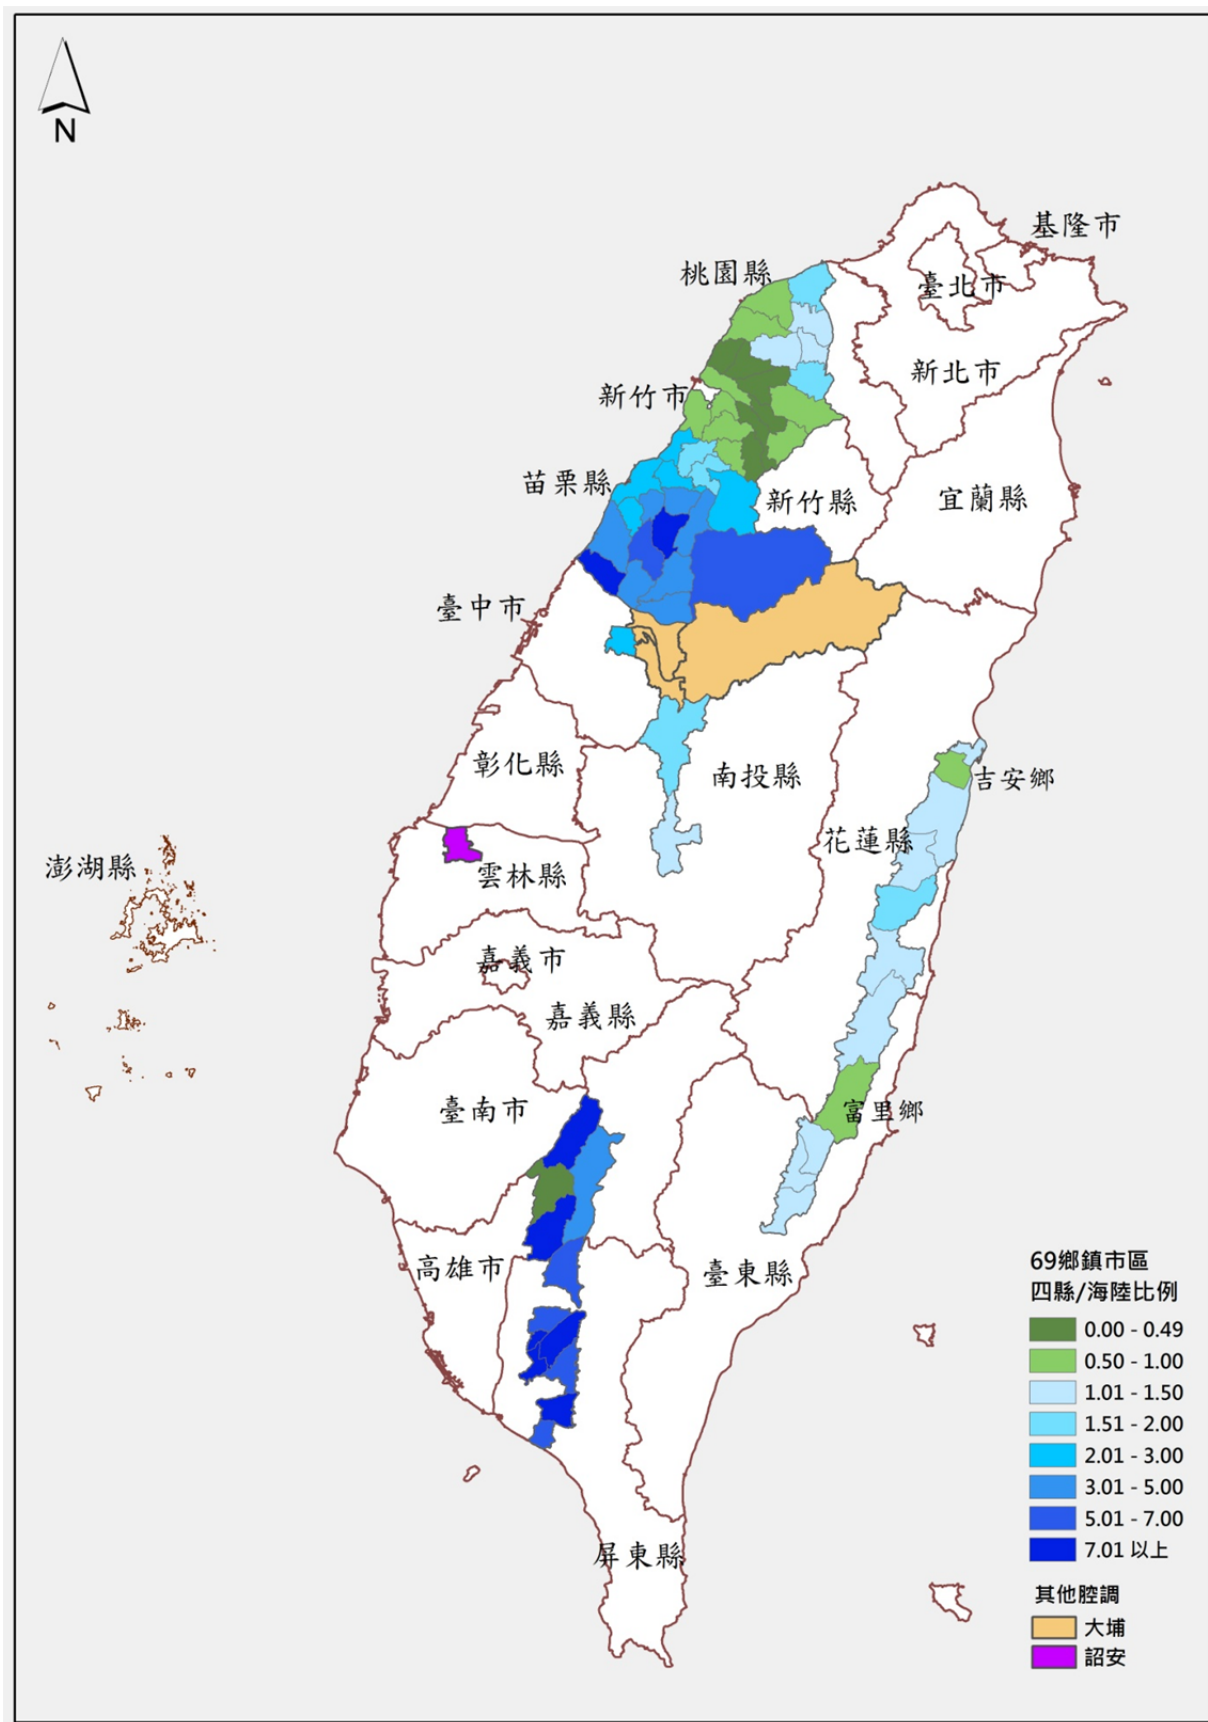 N
基隆市
桃園縣
臺北市
新北市
新竹市
苗栗縣
新竹縣
宜蘭縣
臺中市
彰化縣
南投縣
吉安鄉
花蓮縣
澎湖縣
雲林縣
嘉義市
嘉義縣
臺南市
富里鄉
高雄市
臺東縣
屏東縣
69鄉鎮市區
四縣/海陸比例
0.00 - 0.49
0.50 - 1.00
1.01 - 1.50
1.51 - 2.00
2.01 - 3.00
3.01 - 5.00
5.01 - 7.00
7.01 以上
其他腔調
大埔
詔安